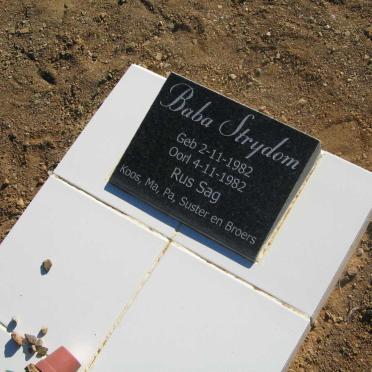 Baba Strydom
Geb 2-11-1982
Oorl 4-11-1982
Rus Sag
Koos, Ma, Pa, Suster en Broers